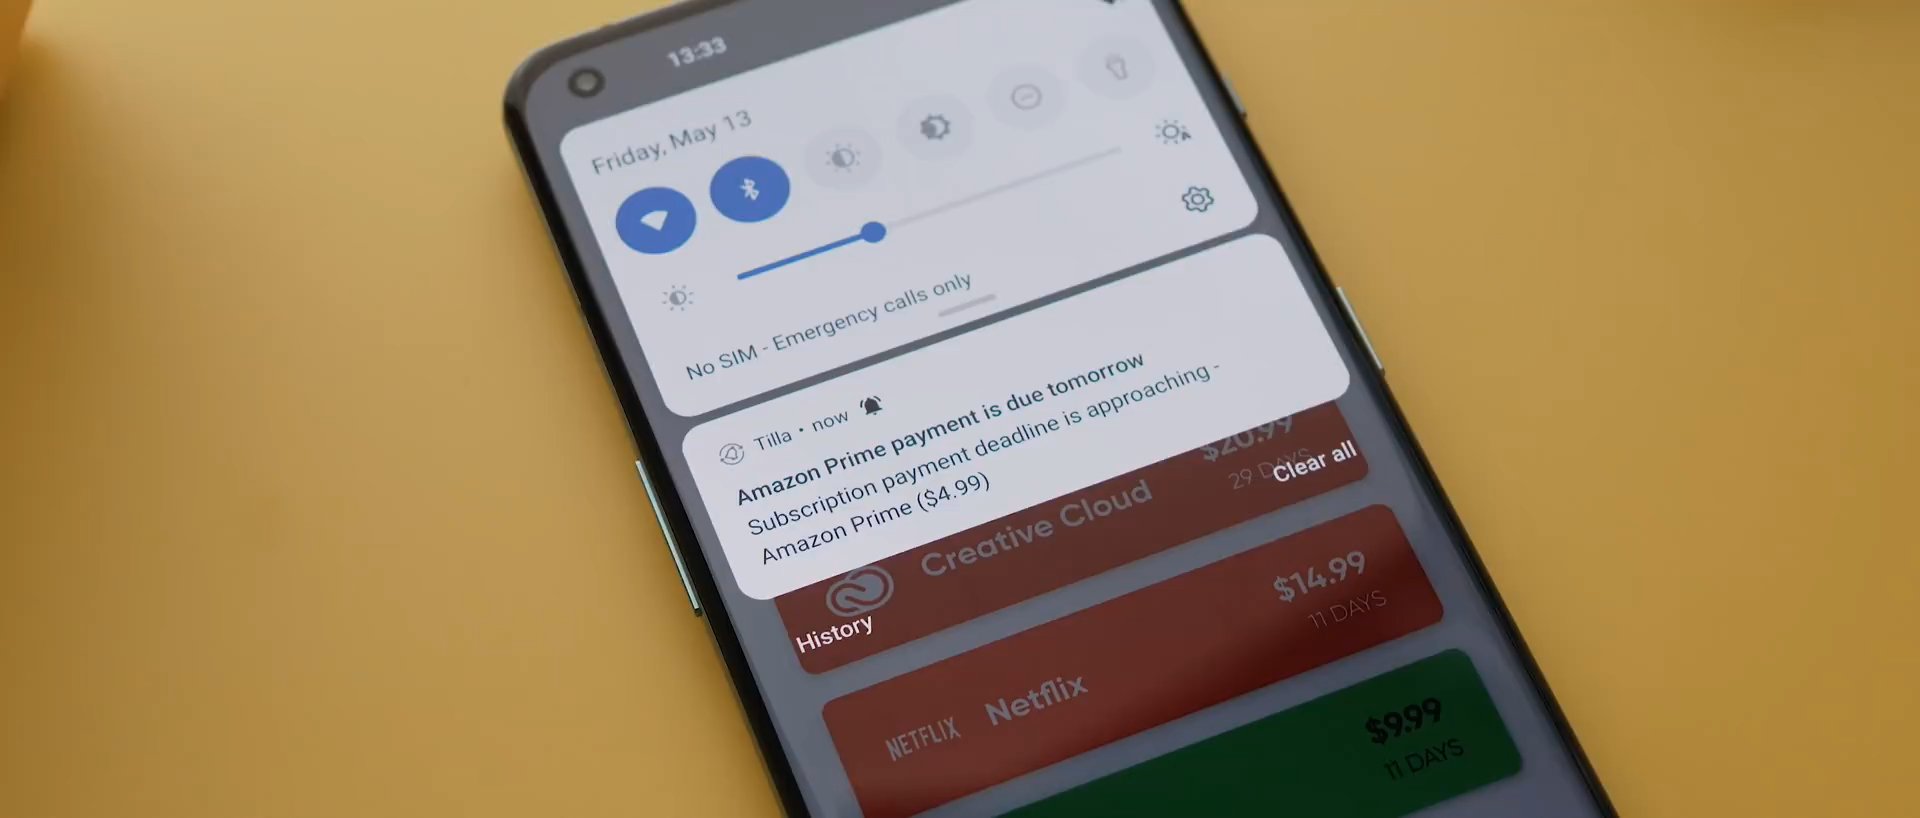 13:33
Friday, May 13
No SIM - Emergency calls only
Tilla • now
Amazon Prime payment is due tomorrow
Subscription payment deadline is approaching -
Amazon Prime ($4.99)
$20.99
29 DAYS
Clear all
Creative Cloud
History
$14.99
11 DAYS
NETFLIX Netflix
$9.99
11 DAYS